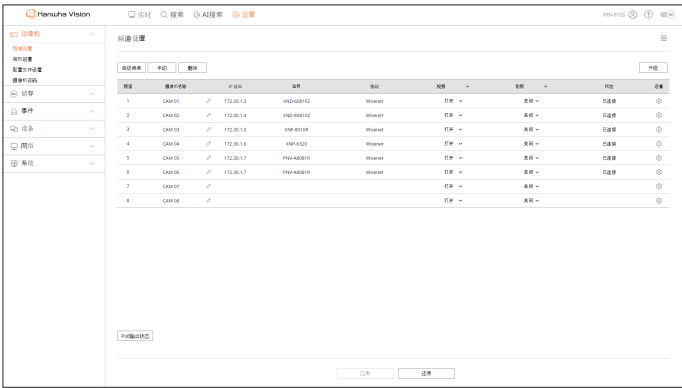 Hanwha Vision 实时 搜索 AI搜索 设置 XRN-815S
摄像机 频道设置
频道设置
相机设置
配置文件设置
摄像机密码
储存
事件
设备
网络
系统
自动搜索 手动 删除 升级
频道 摄像机名称 IP 地址 型号 协议 视频 音频 状态 设置
1 CAM 01 172.30.1.3 XND-6081FZ Wisenet 打开 关闭 已连接
2 CAM 02 172.30.1.4 XND-8081VZ Wisenet 打开 关闭 已连接
3 CAM 03 172.30.1.5 XNP-8010R Wisenet 打开 关闭 已连接
4 CAM 04 172.30.1.6 XNP-6320 Wisenet 打开 关闭 已连接
5 CAM 05 172.30.1.7 PNV-A9081R Wisenet 打开 关闭 已连接
6 CAM 06 172.30.1.7 PNV-A9081R Wisenet 打开 关闭 已连接
7 CAM 07 打开 关闭
8 CAM 08 打开 关闭
PoE输出状态
应用 还原